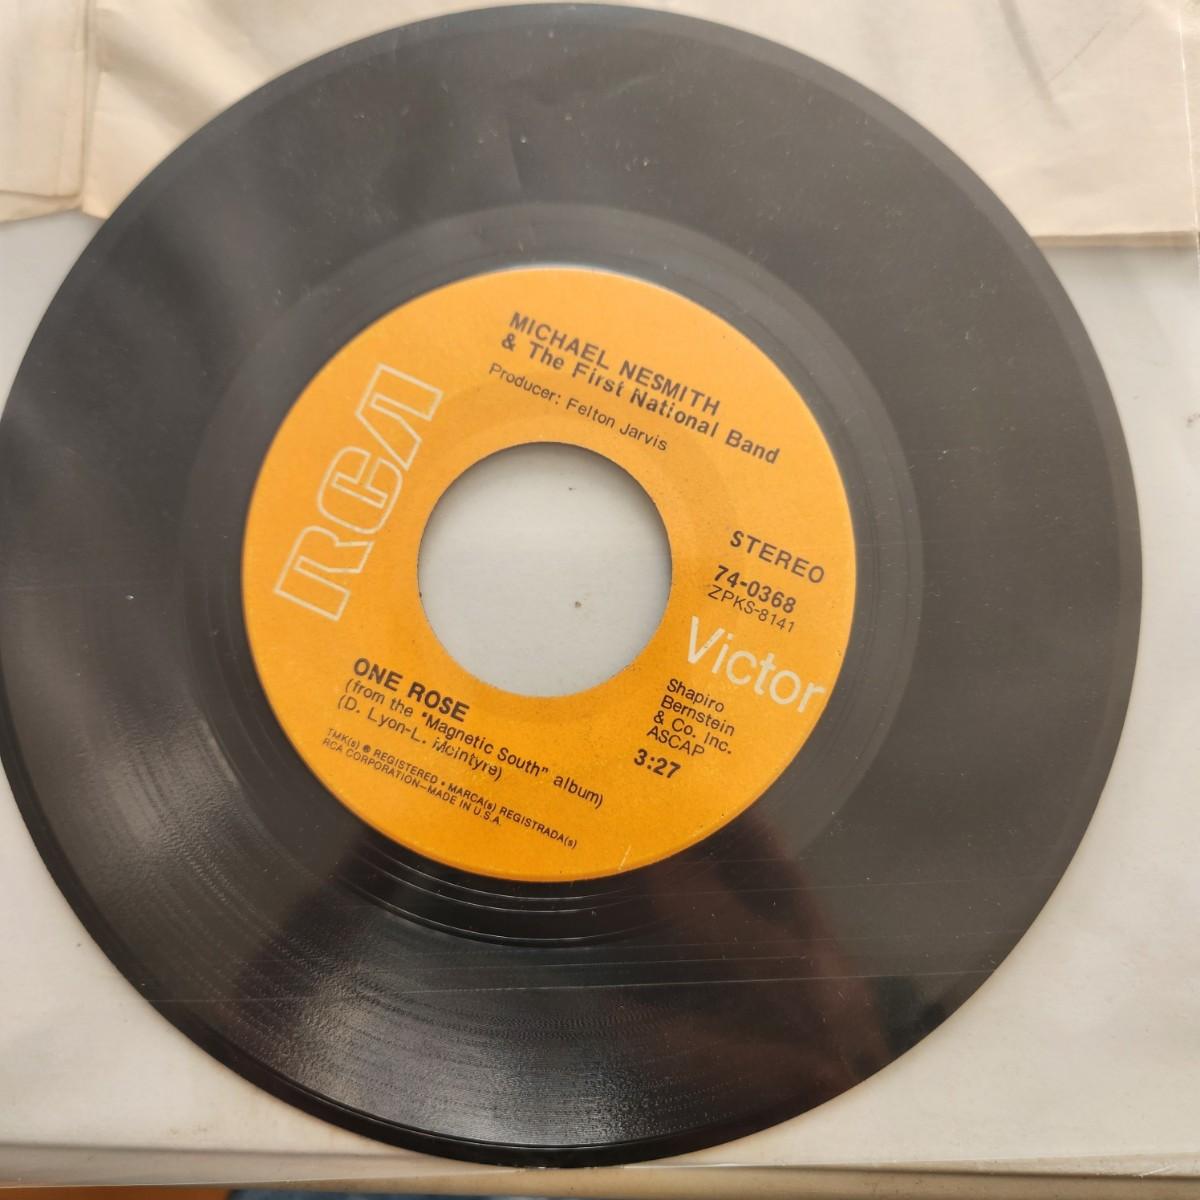 MICHAEL NESMITH
& The First National Band
Producer: Felton Jarvis
RCA
STEREO
74-0368
ZPKS-8141
Victor
Shapiro
Bernstein
& Co. Inc.
ASCAP
3:27
ONE ROSE
(from the "Magnetic South" album)
(D. Lyon-L. McIntyre)
TMK(s) ® REGISTERED • MARCA(s) REGISTRADA(s)
RCA CORPORATION—MADE IN U.S.A.